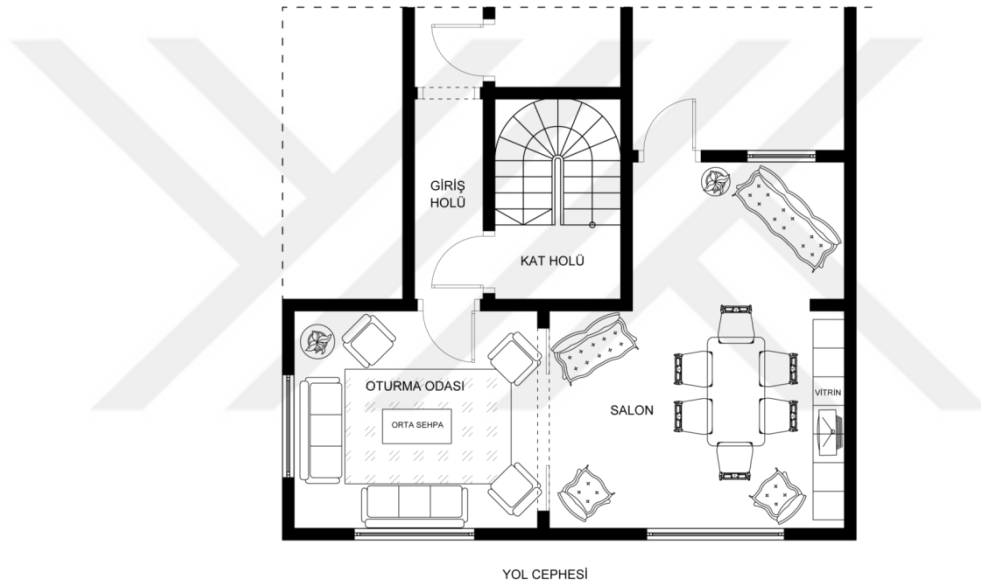 GİRİŞ
HOLÜ
KAT HOLÜ
OTURMA ODASI
ORTA SEHPA
SALON
VİTRİN
YOL CEPHESİ